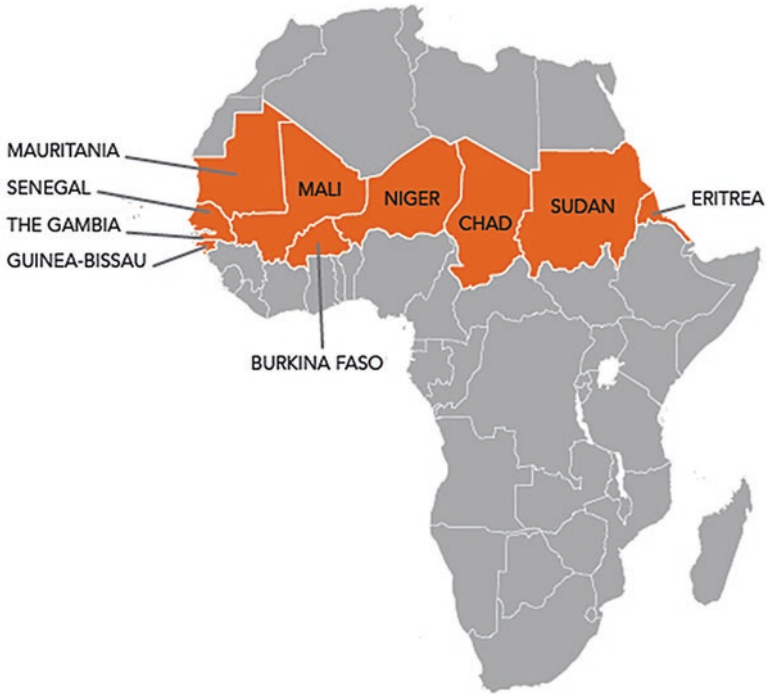 MAURITANIA
SENEGAL
THE GAMBIA
GUINEA-BISSAU
MALI
NIGER
CHAD
SUDAN
ERITREA
BURKINA FASO